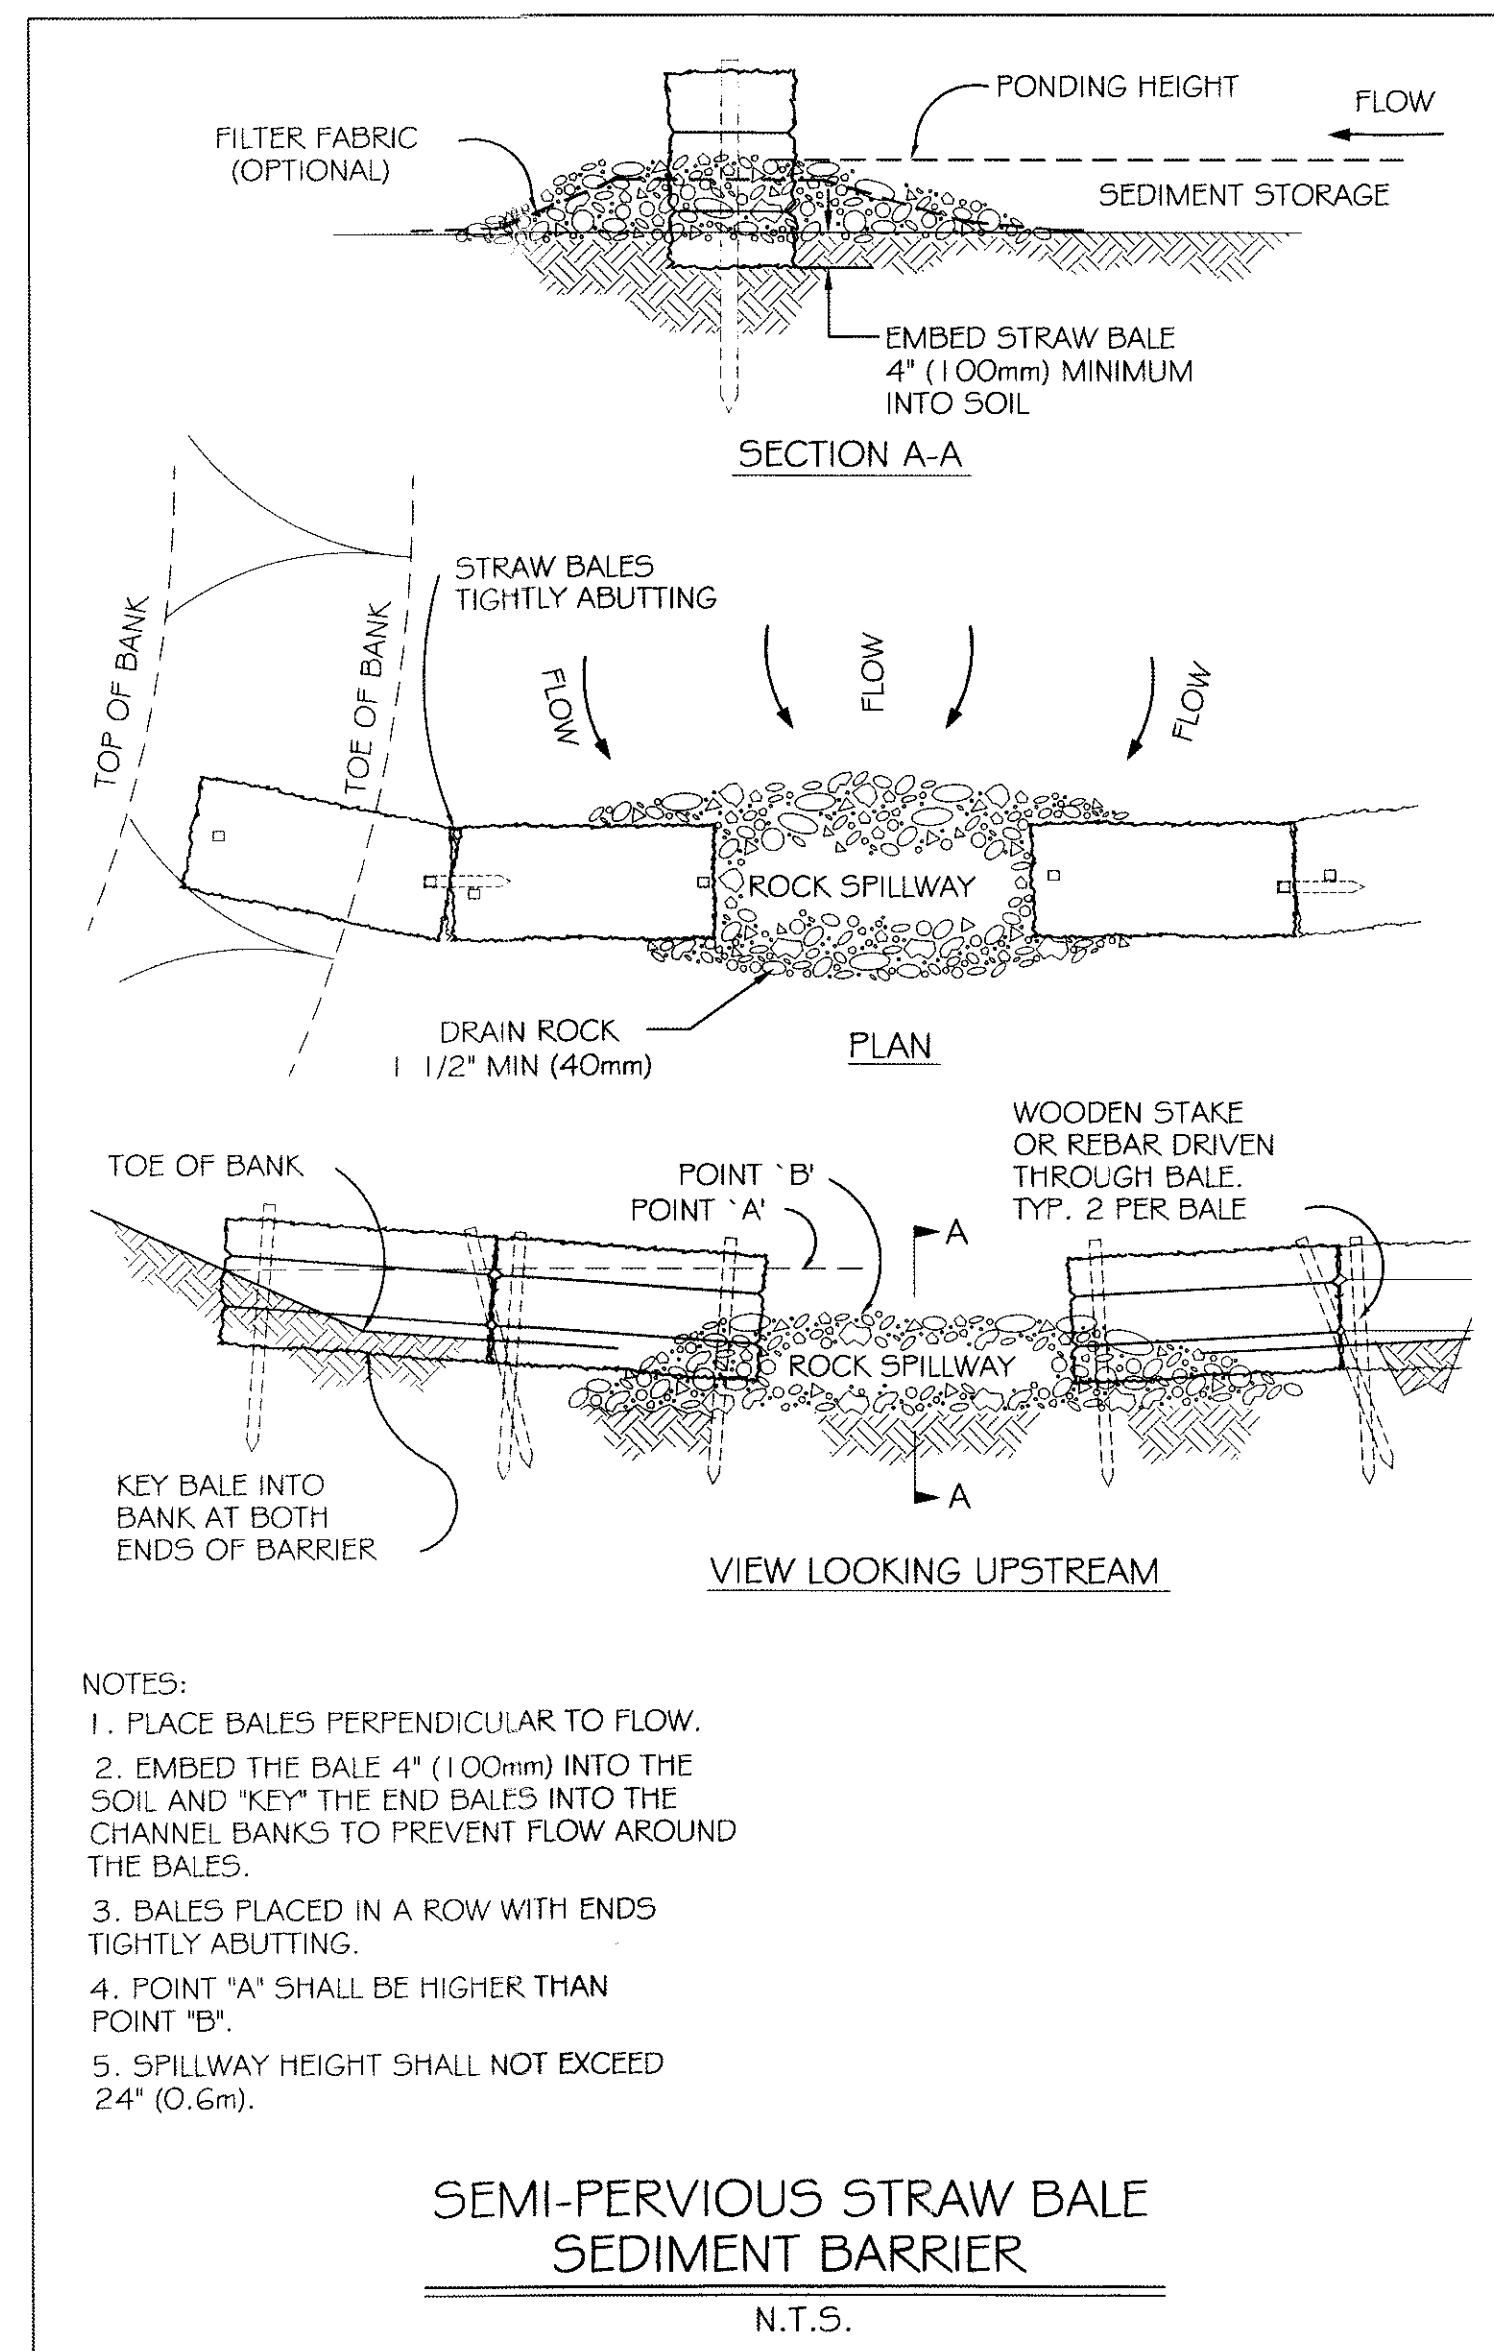 PONDING HEIGHT
FLOW
FILTER FABRIC
(OPTIONAL)
SEDIMENT STORAGE
EMBED STRAW BALE
4" (100mm) MINIMUM
INTO SOIL
SECTION A-A
STRAW BALES
TIGHTLY ABUTTING
TOP OF BANK
TOE OF BANK
FLOW
FLOW
FLOW
ROCK SPILLWAY
DRAIN ROCK
1 1/2" MIN (40mm)
PLAN
WOODEN STAKE
OR REBAR DRIVEN
THROUGH BALE.
TYP. 2 PER BALE
TOE OF BANK
POINT `B'
POINT `A'
A
ROCK SPILLWAY
A
KEY BALE INTO
BANK AT BOTH
ENDS OF BARRIER
VIEW LOOKING UPSTREAM
NOTES:
1. PLACE BALES PERPENDICULAR TO FLOW.
2. EMBED THE BALE 4" (100mm) INTO THE
SOIL AND "KEY" THE END BALES INTO THE
CHANNEL BANKS TO PREVENT FLOW AROUND
THE BALES.
3. BALES PLACED IN A ROW WITH ENDS
TIGHTLY ABUTTING.
4. POINT "A" SHALL BE HIGHER THAN
POINT "B".
5. SPILLWAY HEIGHT SHALL NOT EXCEED
24" (0.6m).
SEMI-PERVIOUS STRAW BALE
SEDIMENT BARRIER
N.T.S.